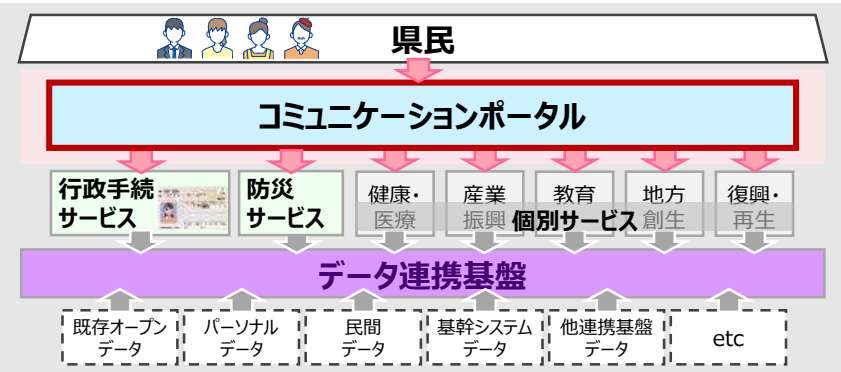 県民
コミュニケーションポータル
行政手続
サービス
防災
サービス
健康・
医療
産業
振興
教育
地方
創生
復興・
再生
個別サービス
データ連携基盤
既存オープン
データ
パーソナル
データ
民間
データ
基幹システム
データ
他連携基盤
データ
etc